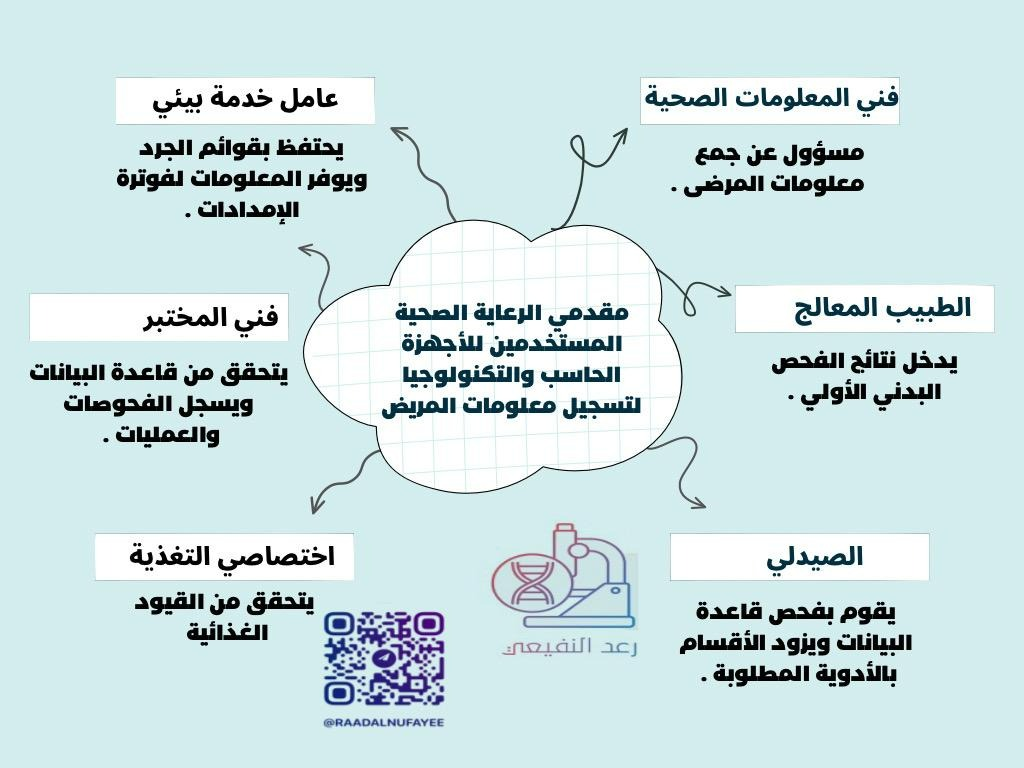 فني المعلومات الصحية
مسؤول عن جمع
معلومات المرضى .
عامل خدمة بيئي
يحتفظ بقوائم الجرد
ويوفر المعلومات لفوترة
الإمدادات .
مقدمي الرعاية الصحية
المستخدمين للأجهزة
الحاسب والتكنولوجيا
لتسجيل معلومات المريض
الطبيب المعالج
يدخل نتائج الفحص
البدني الأولي .
فني المختبر
يتحقق من قاعدة البيانات
ويسجل الفحوصات
والعمليات .
الصيدلي
يقوم بفحص قاعدة
البيانات ويزود الأقسام
بالأدوية المطلوبة .
اختصاصي التغذية
يتحقق من القيود
الغذائية
رعد النفيعي
@RAADALNUFAYEE